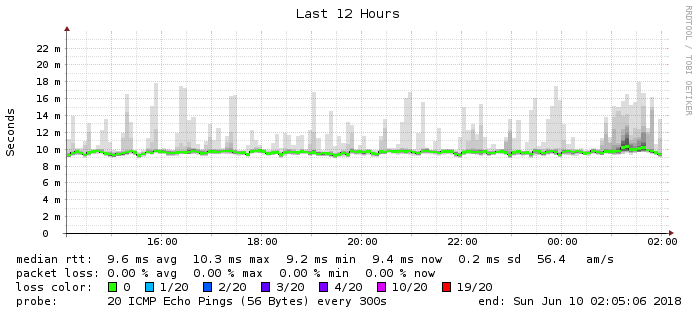 Last 12 Hours
RRDTOOL / TOBI OETIKER
Seconds
22 m
20 m
18 m
16 m
14 m
12 m
10 m
8 m
6 m
4 m
2 m
0
16:00 18:00 20:00 22:00 00:00 02:00
median rtt: 9.6 ms avg 10.3 ms max 9.2 ms min 9.4 ms now 0.2 ms sd 56.4 am/s
packet loss: 0.00 % avg 0.00 % max 0.00 % min 0.00 % now
loss color: 0 1/20 2/20 3/20 4/20 10/20 19/20
probe: 20 ICMP Echo Pings (56 Bytes) every 300s end: Sun Jun 10 02:05:06 2018